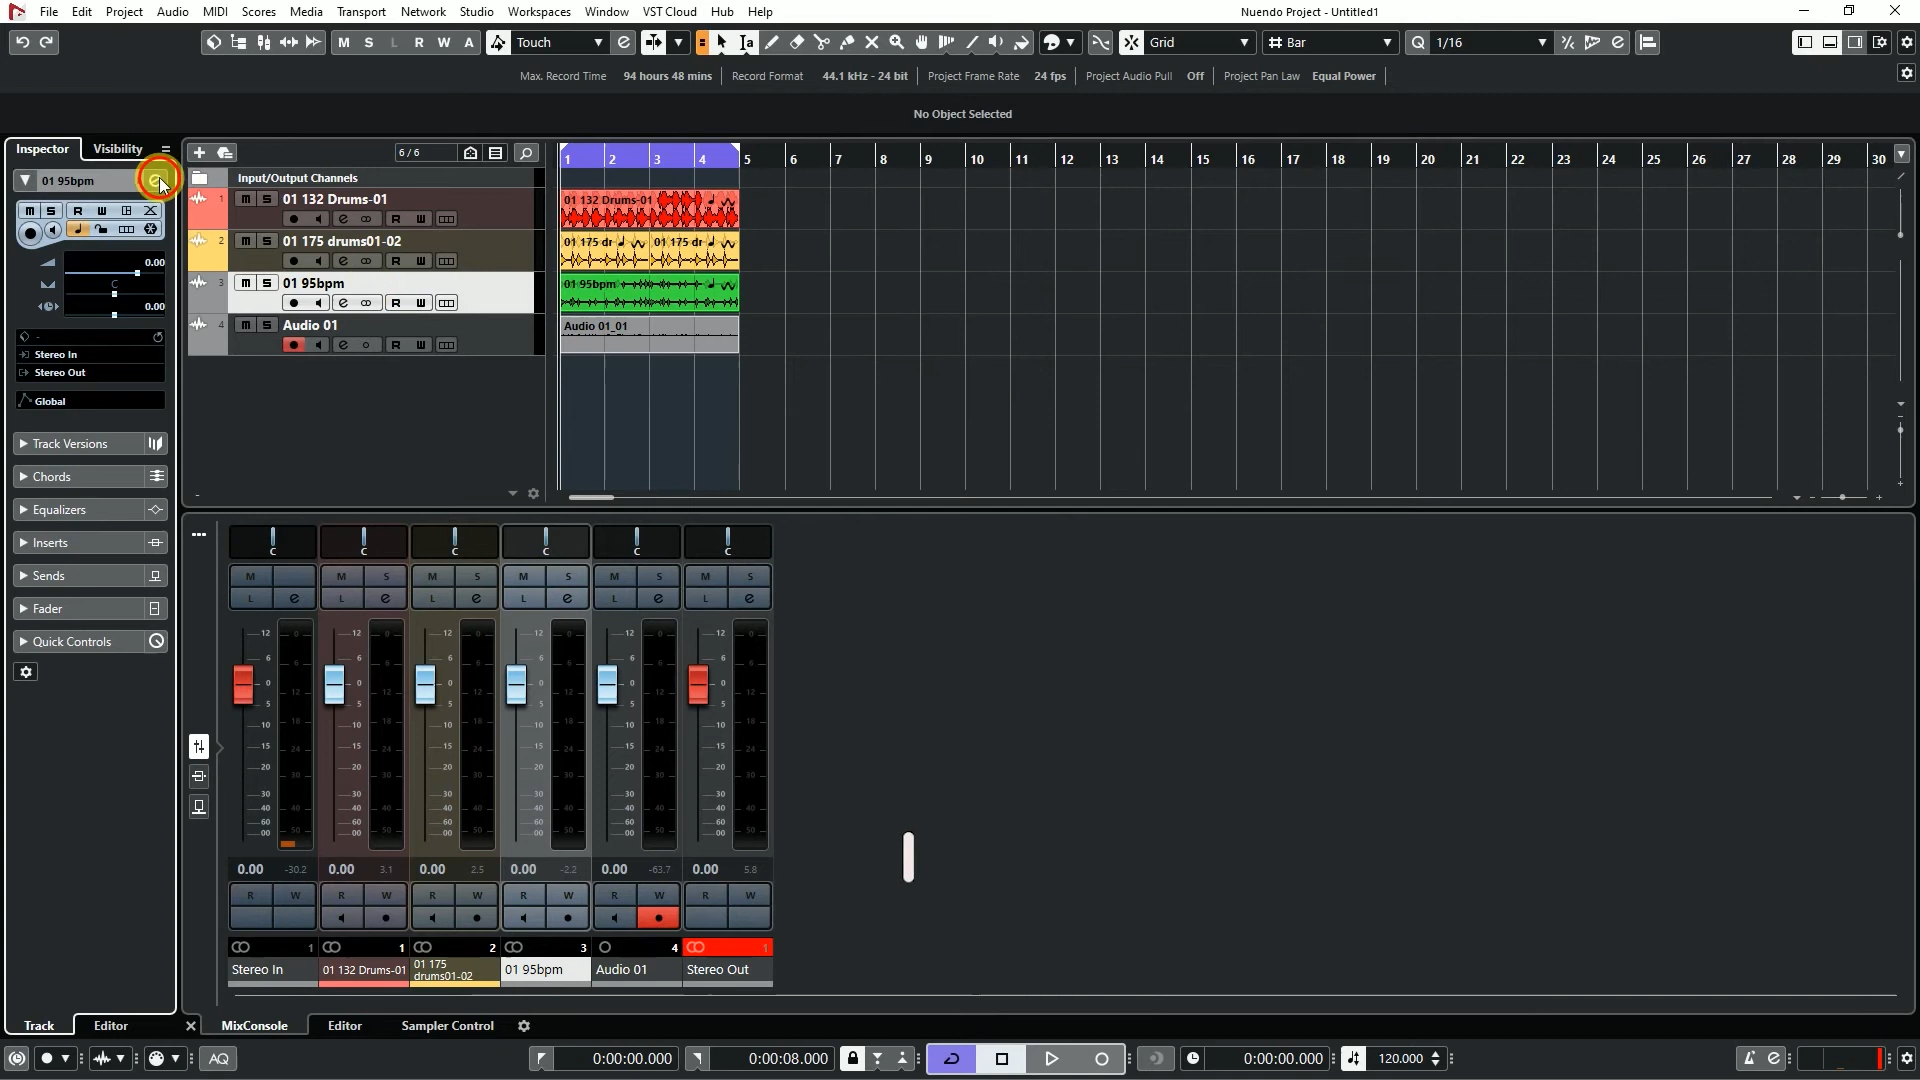 File Edit Project Audio MIDI Scores Media Transport Network Studio Workspaces Window VST Cloud Hub Help
Nuendo Project - Untitled1
M S L R W A Touch Grid Bar Q 1/16
Max. Record Time 94 hours 48 mins Record Format 44.1 kHz - 24 bit Project Frame Rate 24 fps Project Audio Pull Off Project Pan Law Equal Power
No Object Selected
Inspector Visibility
6 / 6
1 2 3 4 5 6 7 8 9 10 11 12 13 14 15 16 17 18 19 20 21 22 23 24 25 26 27 28 29 30
01 95bpm
Input/Output Channels
1 m S 01 132 Drums-01
R W
01 132 Drums-01
2 m S 01 175 drums01-02
R W
01 175 dr 01 175 dr
3 m S 01 95bpm
R W
01 95bpm
4 m S Audio 01
R W
Audio 01_01
m S R W
0.00
C
0.00
-
Stereo In
Stereo Out
Global
Track Versions
Chords
Equalizers
Inserts
Sends
Fader
Quick Controls
C C C C C C
M M S M S M S M S M S
L e L e L e L e L e L e
0.00 -30.2 0.00 3.1 0.00 2.5 0.00 -2.2 0.00 -63.7 0.00 5.8
R W R W R W R W R W R W
1 1 2 3 4 1
Stereo In 01 132 Drums-01 01 175 drums01-02 01 95bpm Audio 01 Stereo Out
Track Editor MixConsole Editor Sampler Control
AQ 0:00:00.000 0:00:08.000 0:00:00.000 120.000